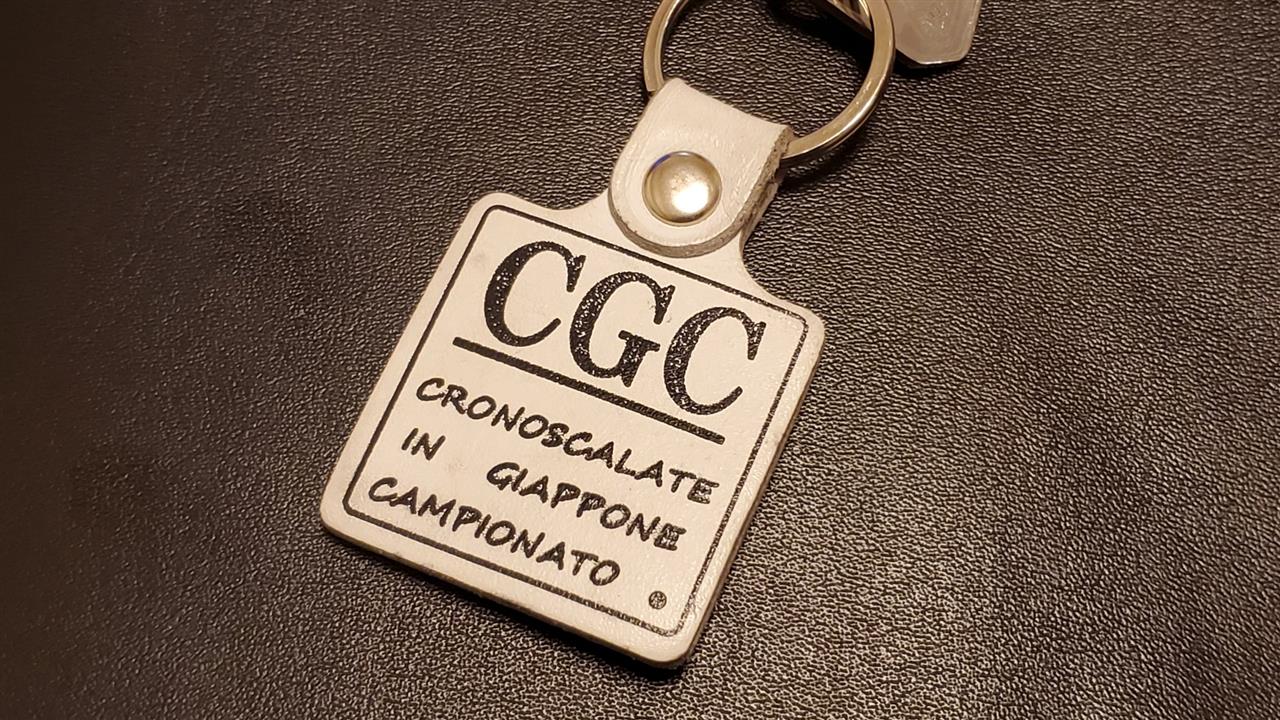 CGC
CRONOSCALATE
IN GIAPPONE
CAMPIONATO ®